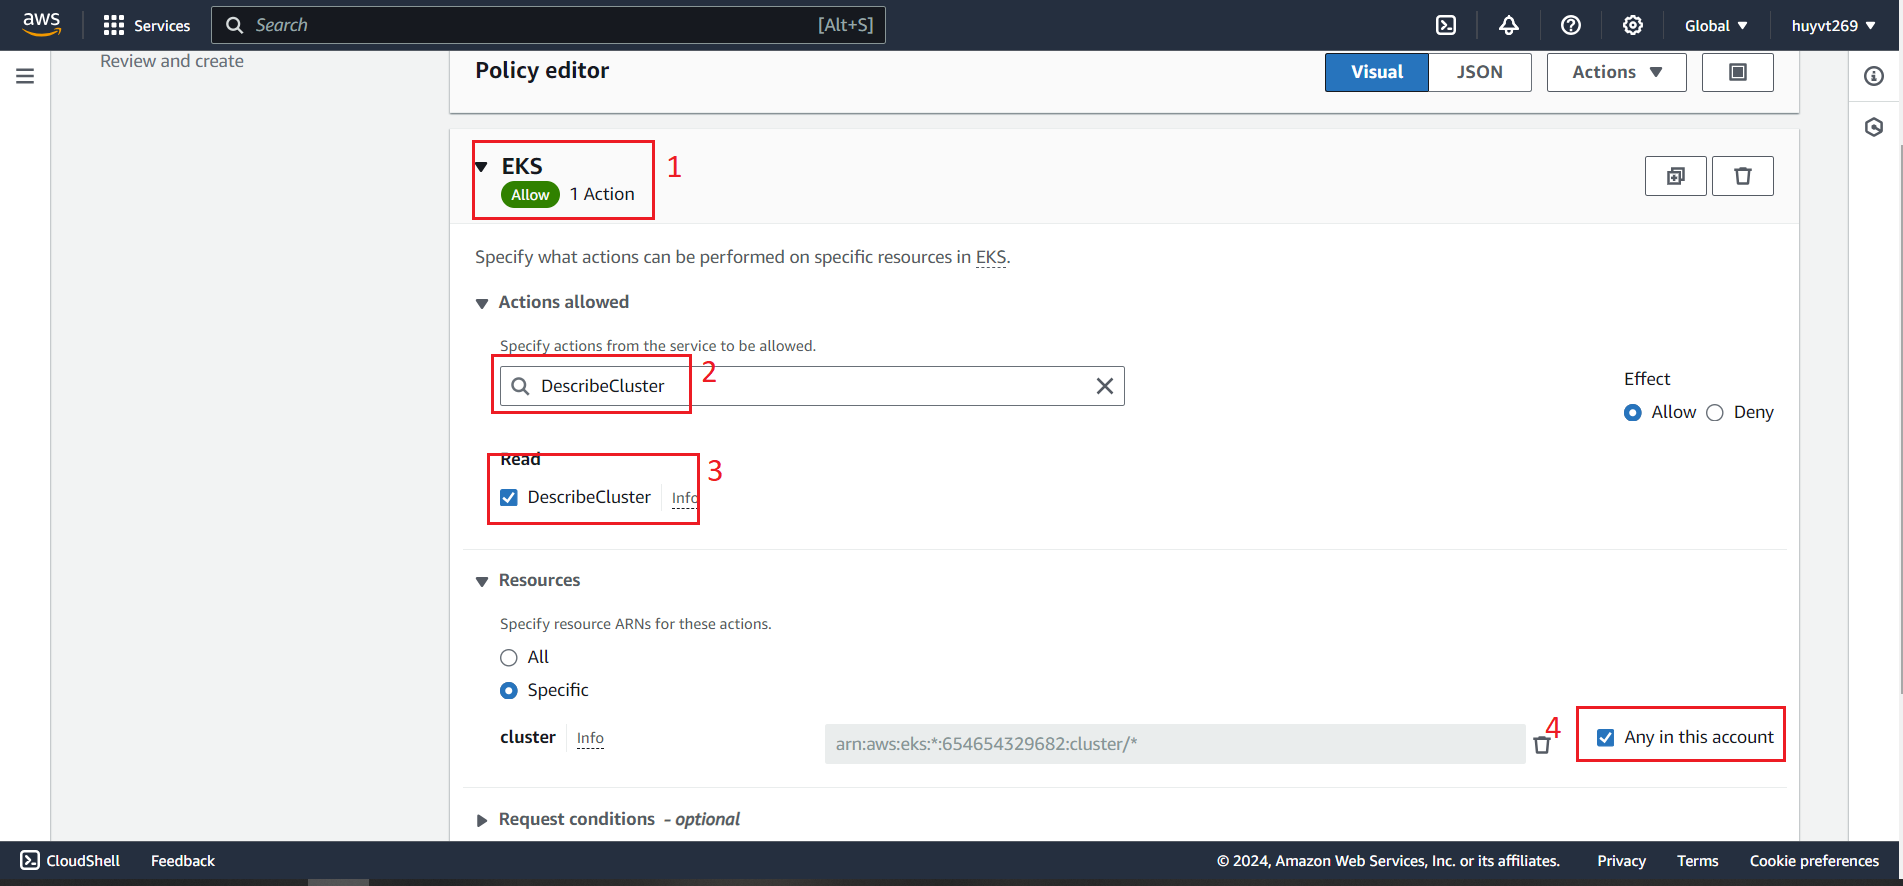 aws
Services
Search
[Alt+S]
Global
huyvt269
Review and create
Policy editor
Visual
JSON
Actions
EKS
1
Allow
1 Action
Specify what actions can be performed on specific resources in EKS.
Actions allowed
Specify actions from the service to be allowed.
DescribeCluster
2
Effect
Allow
Deny
Read
3
DescribeCluster
Info
Resources
Specify resource ARNs for these actions.
All
Specific
cluster
Info
arn:aws:eks:*:654654329682:cluster/*
4
Any in this account
Request conditions - optional
CloudShell
Feedback
© 2024, Amazon Web Services, Inc. or its affiliates.
Privacy
Terms
Cookie preferences